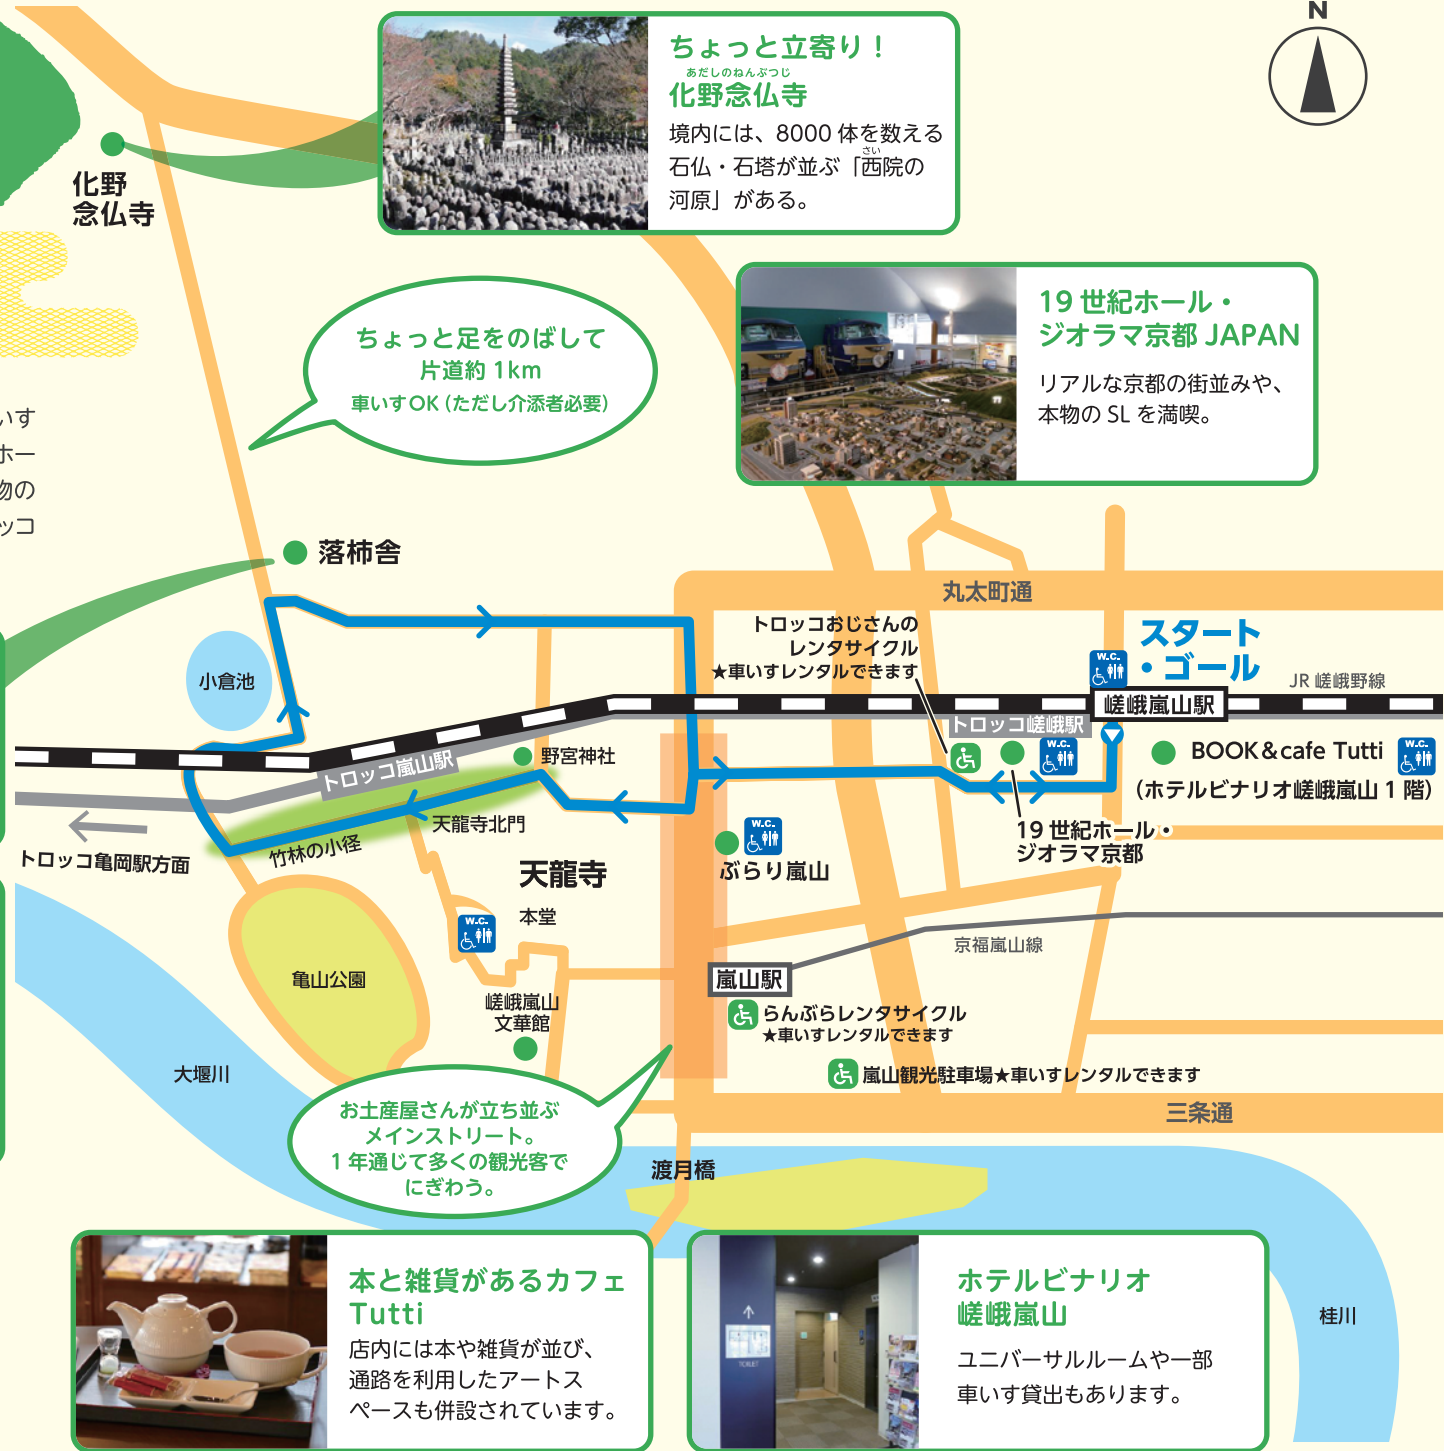 N
ちょっと立寄り！
あだしのねんぶつじ
化野念仏寺
境内には、8000 体を数える
石仏・石塔が並ぶ「西院の
さい
河原」がある。
化野
念仏寺
ちょっと足をのばして
片道約 1km
車いすOK（ただし介添者必要）
19 世紀ホール・
ジオラマ京都 JAPAN
リアルな京都の街並みや、
本物の SL を満喫。
いす
ホー
物の
ッコ
落柿舎
丸太町通
トロッコおじさんの
レンタサイクル
★車いすレンタルできます
スタート
・ゴール
W.C.
小倉池
JR 嵯峨野線
嵯峨嵐山駅
トロッコ嵯峨駅
W.C.
BOOK＆cafe Tutti
W.C.
（ホテルビナリオ嵯峨嵐山 1 階）
トロッコ嵐山駅
野宮神社
天龍寺北門
竹林の小径
トロッコ亀岡駅方面
19 世紀ホール・
ジオラマ京都
W.C.
ぶらり嵐山
天龍寺
本堂
W.C.
京福嵐山線
嵐山駅
亀山公園
嵯峨嵐山
文華館
らんぶらレンタサイクル
★車いすレンタルできます
嵐山観光駐車場★車いすレンタルできます
大堰川
三条通
お土産屋さんが立ち並ぶ
メインストリート。
1 年通じて多くの観光客で
にぎわう。
渡月橋
桂川
本と雑貨があるカフェ
Tutti
店内には本や雑貨が並び、
通路を利用したアートス
ペースも併設されています。
TOILET
ホテルビナリオ
嵯峨嵐山
ユニバーサルルームや一部
車いす貸出もあります。